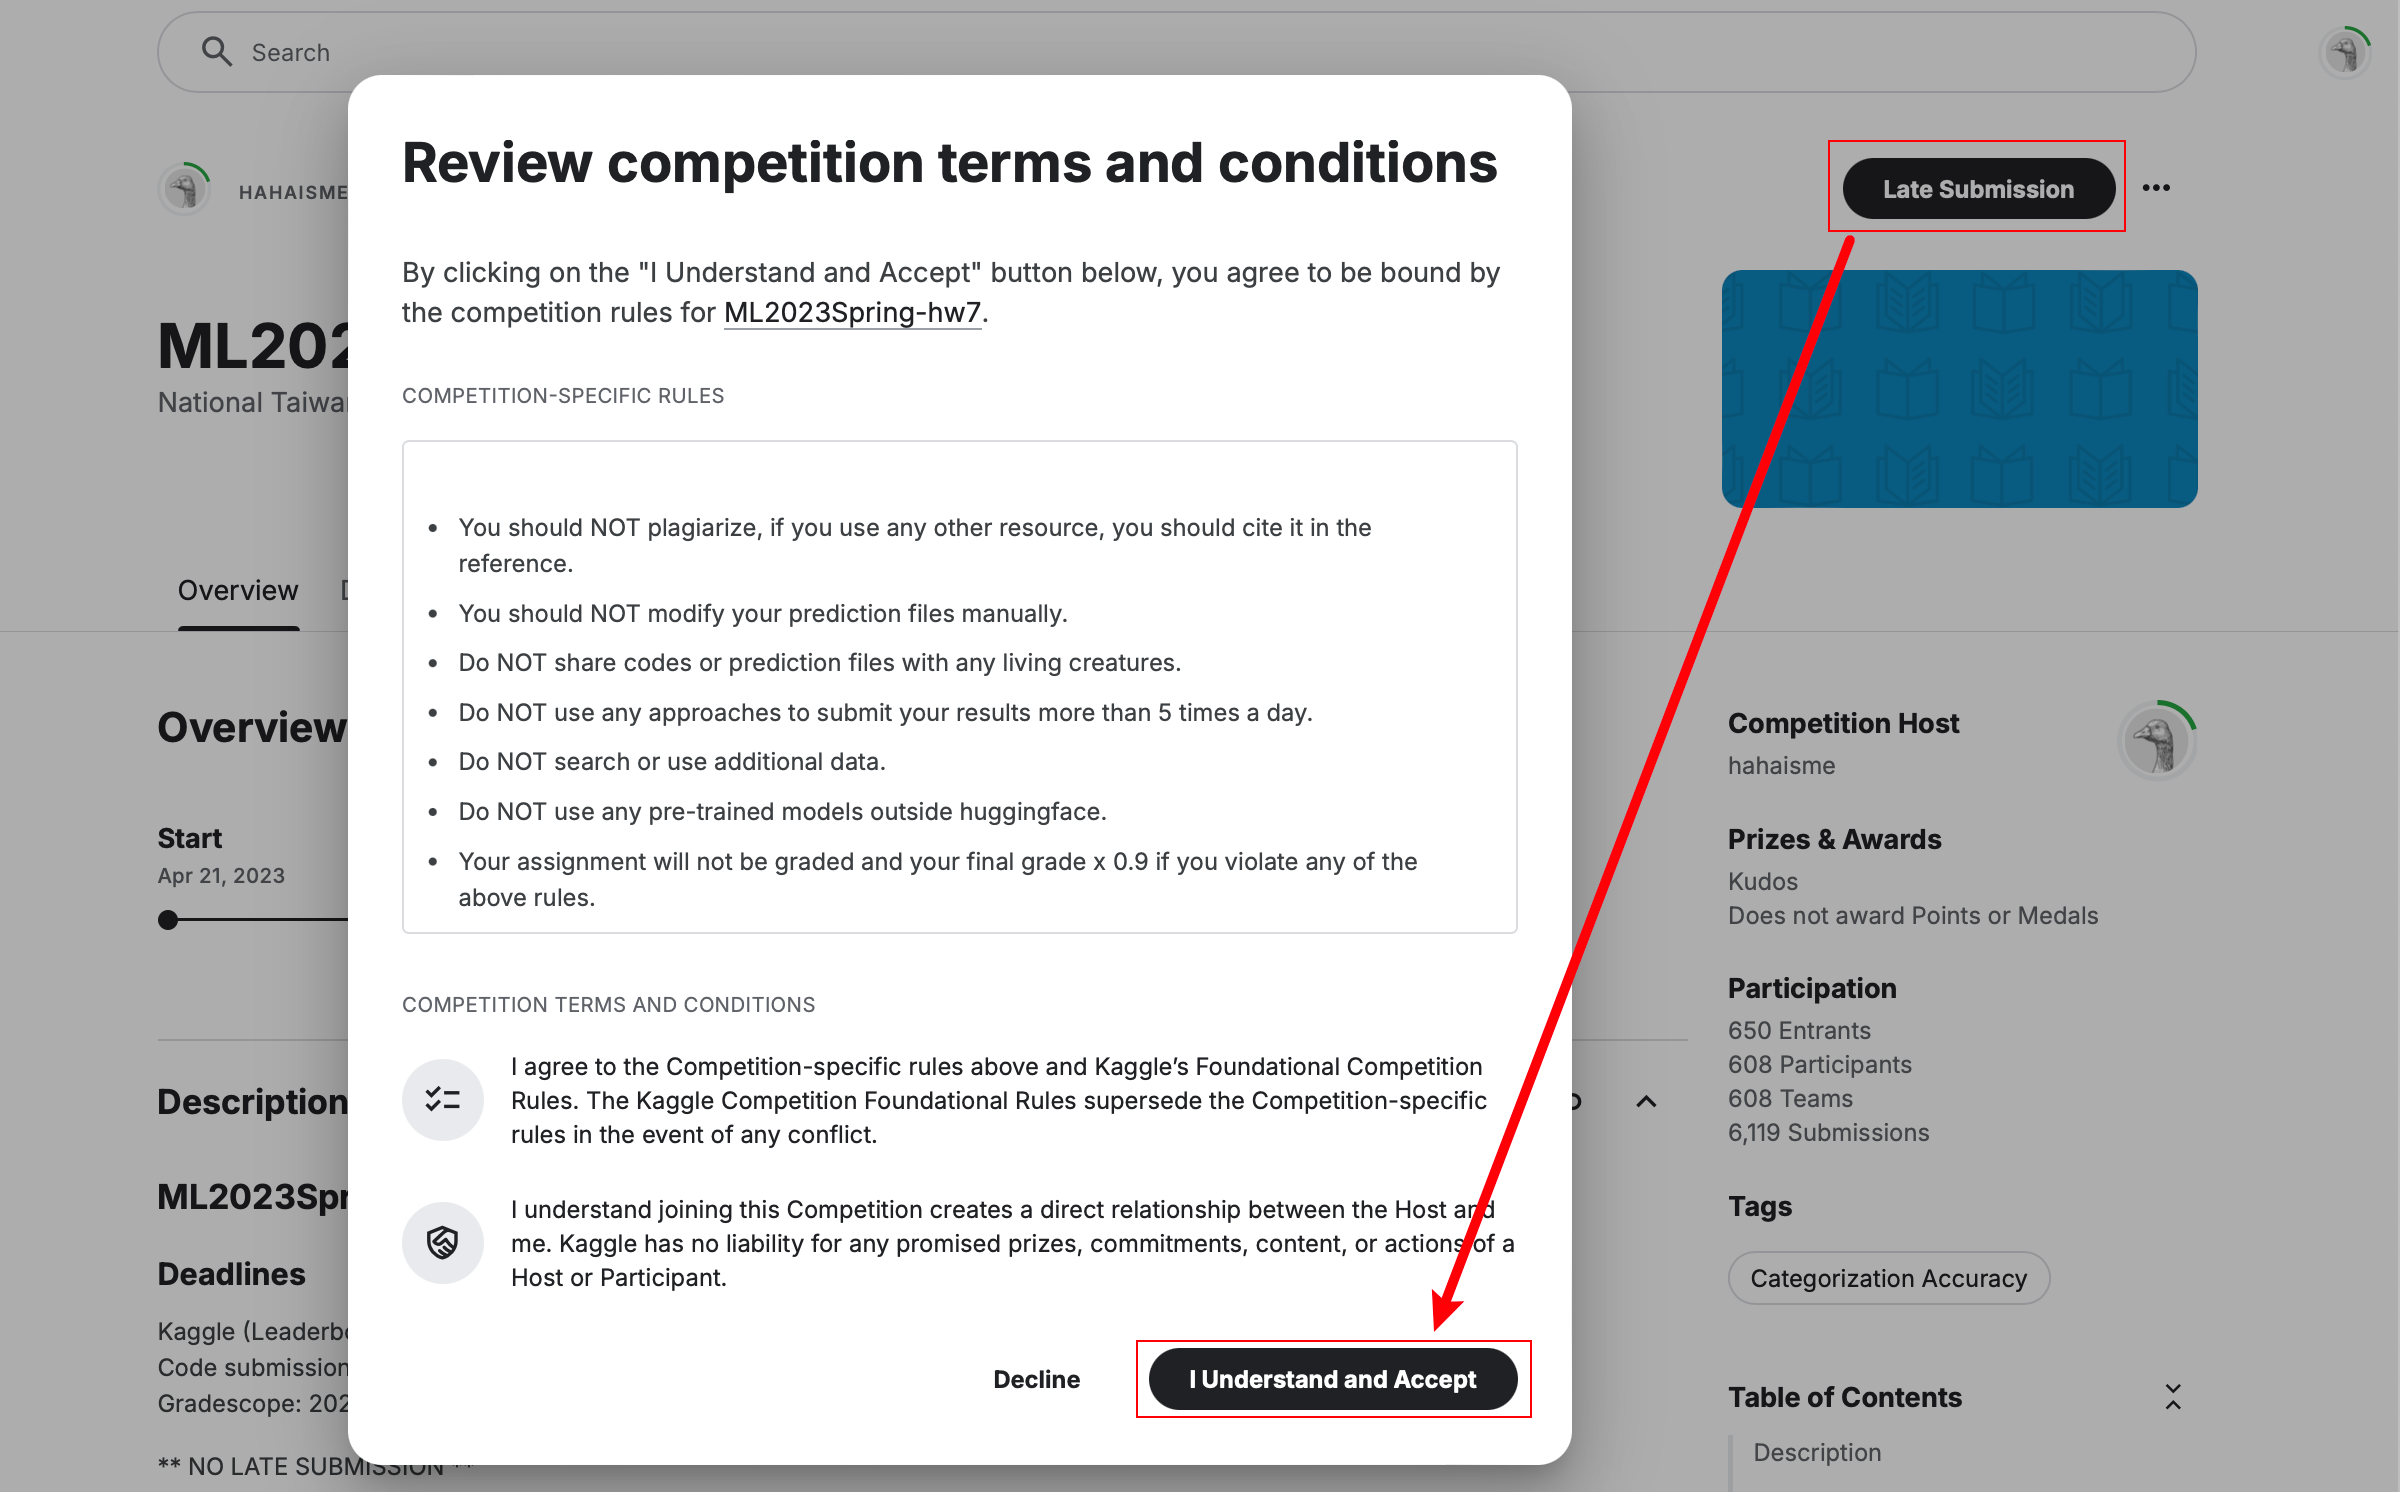 Search
Review competition terms and conditions
HAHAISME
Late Submission
By clicking on the "I Understand and Accept" button below, you agree to be bound by
the competition rules for ML2023Spring-hw7.
ML202
National Taiwa
COMPETITION-SPECIFIC RULES
• You should NOT plagiarize, if you use any other resource, you should cite it in the
reference.
Overview
• You should NOT modify your prediction files manually.
• Do NOT share codes or prediction files with any living creatures.
• Do NOT use any approaches to submit your results more than 5 times a day.
• Do NOT search or use additional data.
• Do NOT use any pre-trained models outside huggingface.
• Your assignment will not be graded and your final grade x 0.9 if you violate any of the
above rules.
Overview
Start
Apr 21, 2023
COMPETITION TERMS AND CONDITIONS
I agree to the Competition-specific rules above and Kaggle’s Foundational Competition
Rules. The Kaggle Competition Foundational Rules supersede the Competition-specific
rules in the event of any conflict.
I understand joining this Competition creates a direct relationship between the Host and
me. Kaggle has no liability for any promised prizes, commitments, content, or actions of a
Host or Participant.
Decline
I Understand and Accept
Description
ML2023Spr
Deadlines
Kaggle (Leaderb
Code submission
Gradescope: 202
** NO LATE SUBMISSION **
Competition Host
hahaisme
Prizes & Awards
Kudos
Does not award Points or Medals
Participation
650 Entrants
608 Participants
608 Teams
6,119 Submissions
Tags
Categorization Accuracy
Table of Contents
Description